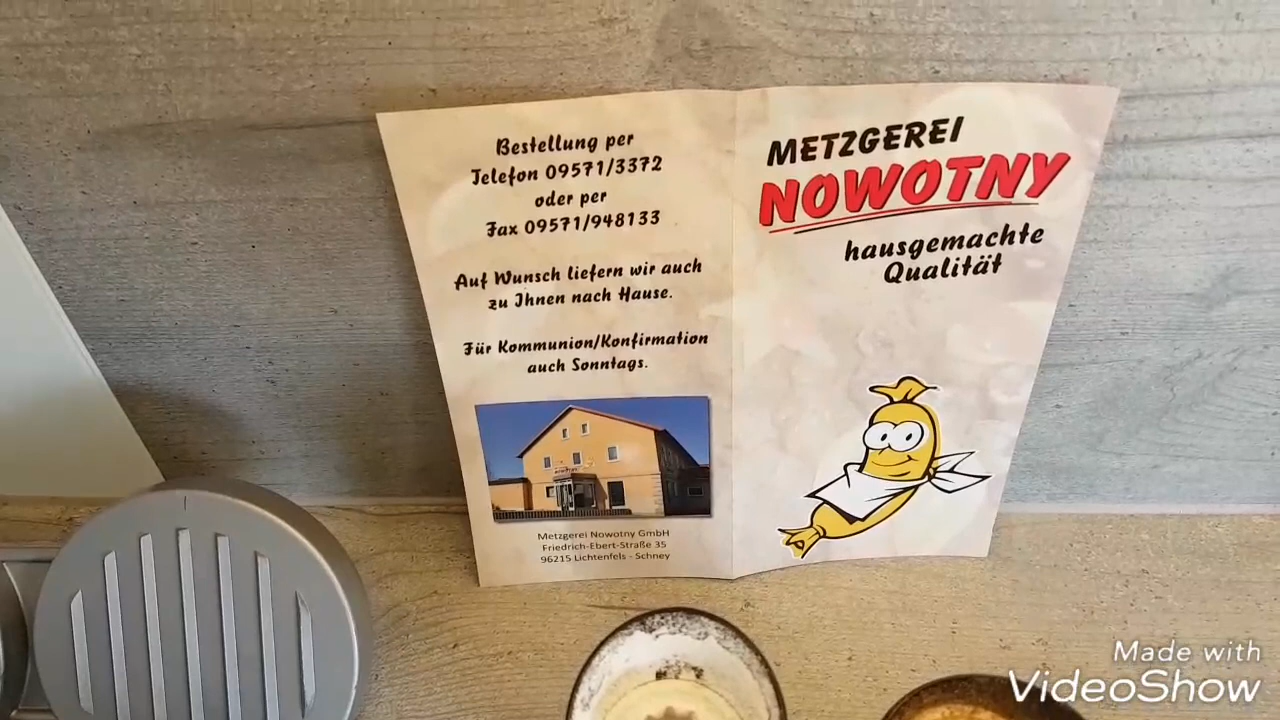 Bestellung per
Telefon 09571/3372
oder per
Fax 09571/948133
Auf Wunsch liefern wir auch
zu Ihnen nach Hause.
Für Kommunion/Konfirmation
auch Sonntags.
Metzgerei Nowotny GmbH
Friedrich-Ebert-Straße 35
96215 Lichtenfels - Schney
METZGEREI
NOWOTNY
hausgemachte
Qualität
Made with
VideoShow